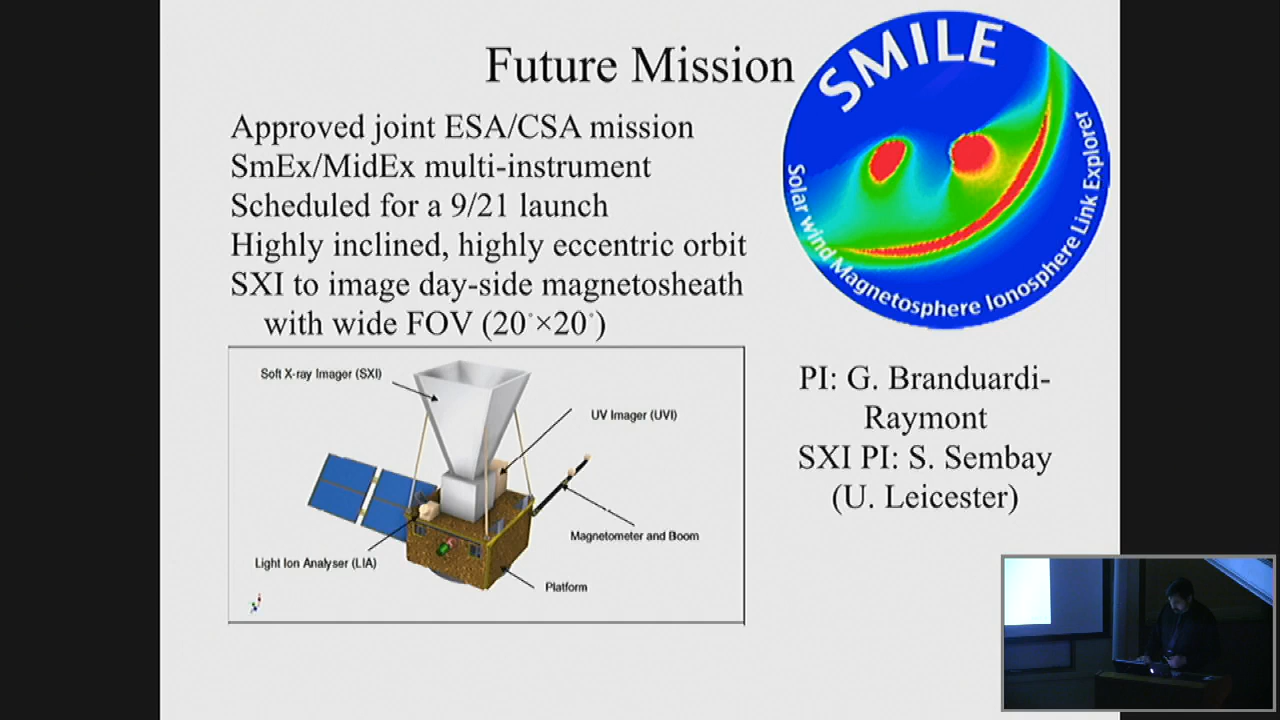 Future Mission
Approved joint ESA/CSA mission
SmEx/MidEx multi-instrument
Scheduled for a 9/21 launch
Highly inclined, highly eccentric orbit
SXI to image day-side magnetosheath
with wide FOV (20°×20°)
SMILE
Solar wind Magnetosphere Ionosphere Link Explorer
Soft X-ray Imager (SXI)
UV Imager (UVI)
Magnetometer and Boom
Light Ion Analyser (LIA)
Platform
PI: G. Branduardi-
Raymont
SXI PI: S. Sembay
(U. Leicester)